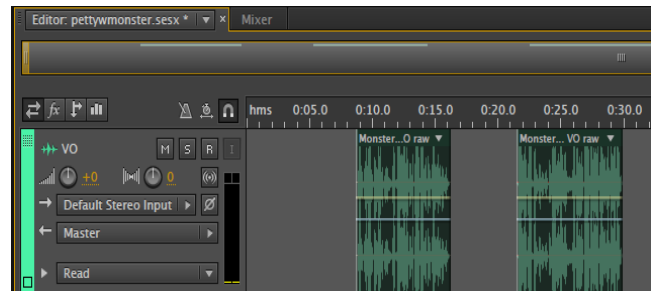 Editor: pettywmonster.sesx * Mixer
hms 0:05.0 0:10.0 0:15.0 0:20.0 0:25.0 0:30.0
fx
VO M S R I
Monster...O raw Monster... VO raw
+0 0
Default Stereo Input
Master
Read